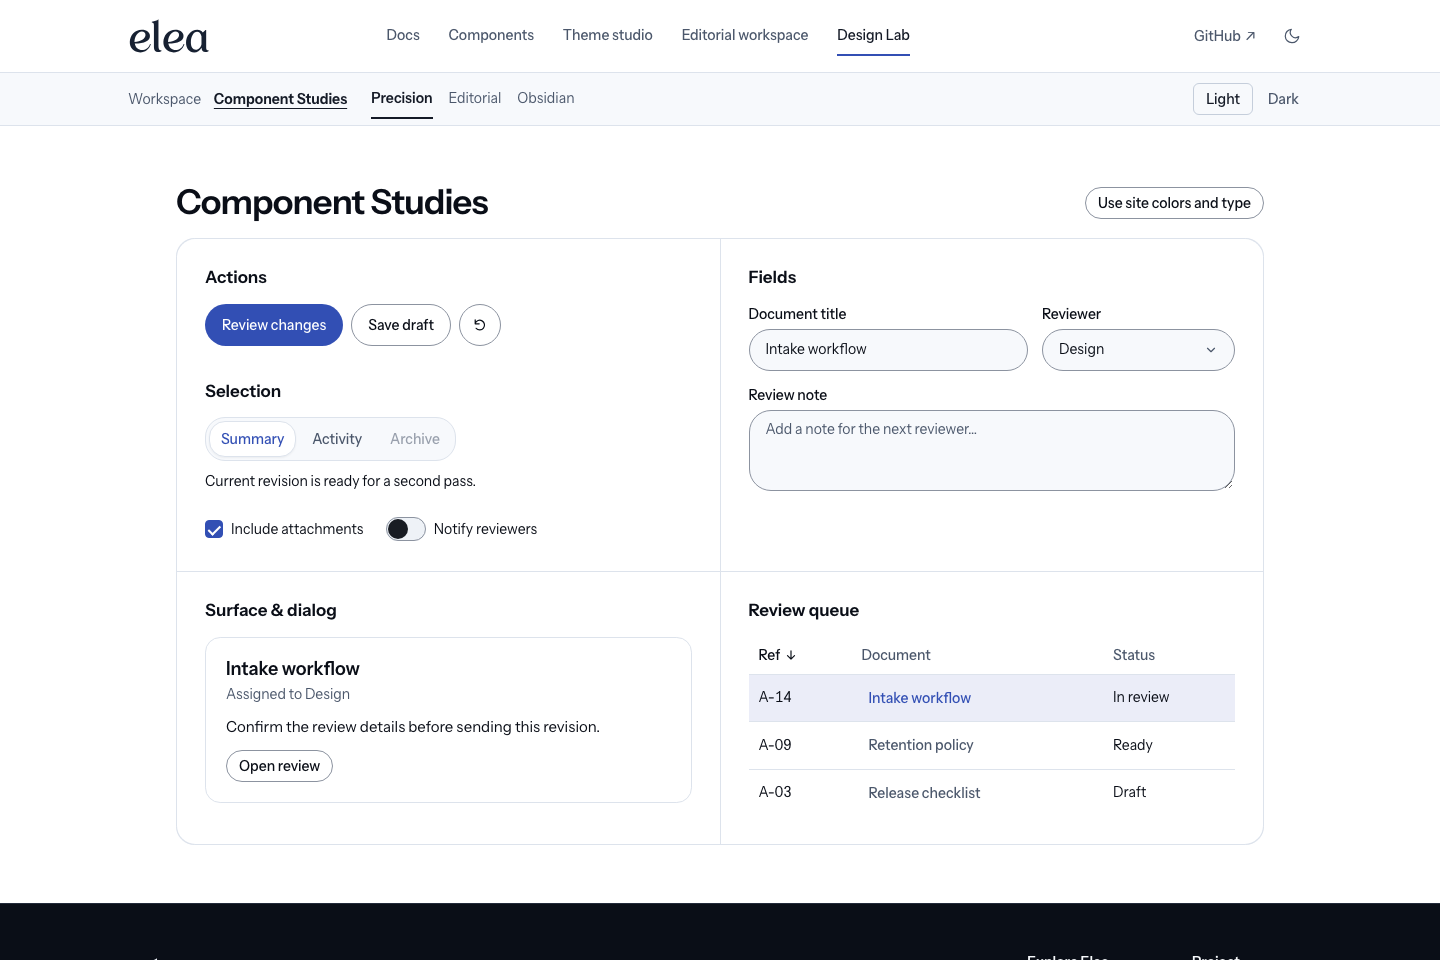 elea
Docs
Components
Theme studio
Editorial workspace
Design Lab
GitHub ↗
Workspace
Component Studies
Precision
Editorial
Obsidian
Light
Dark
Component Studies
Use site colors and type
Actions
Review changes
Save draft
Selection
Summary
Activity
Archive
Current revision is ready for a second pass.
Include attachments
Notify reviewers
Fields
Document title
Reviewer
Intake workflow
Design
Review note
Add a note for the next reviewer...
Surface & dialog
Intake workflow
Assigned to Design
Confirm the review details before sending this revision.
Open review
Review queue
Ref ↓ Document Status
A-14 Intake workflow In review
A-09 Retention policy Ready
A-03 Release checklist Draft
Explore Elea
Project